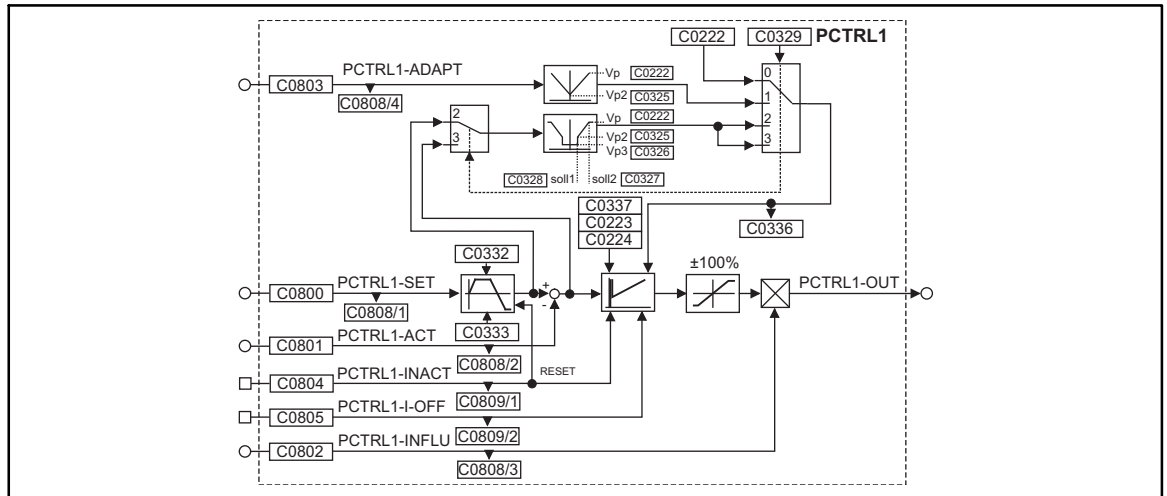 C0222 C0329 PCTRL1
C0803 PCTRL1-ADAPT
C0808/4
Vp C0222
Vp2 C0325
0
1
2
3
2
3
Vp C0222
Vp2 C0325
Vp3 C0326
C0328 soll1 soll2 C0327
C0337
C0223
C0224
C0336
C0332
±100%
C0800 PCTRL1-SET
C0808/1
+
-
PCTRL1-OUT
C0333
C0801 PCTRL1-ACT
C0808/2
RESET
C0804 PCTRL1-INACT
C0809/1
C0805 PCTRL1-I-OFF
C0809/2
C0802 PCTRL1-INFLU
C0808/3